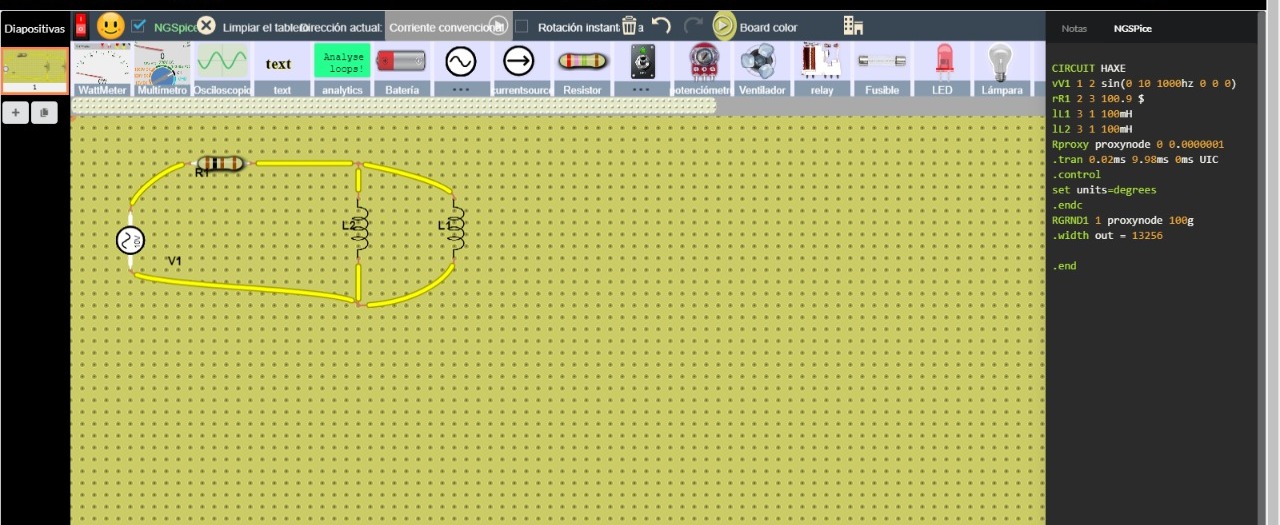 Diapositivas
NGSpice
Limpiar el tablero
Dirección actual:
Corriente convencional
Rotación instant
a
Board color
Notas
NGSPice
text
Analyse
loops!
WattMeter
Multímetro
Osciloscopio
text
analytics
Batería
...
currentsource
Resistor
...
potenciómetro
Ventilador
relay
Fusible
LED
Lámpara
1
+
CIRCUIT HAXE
vV1 1 2 sin(0 10 1000hz 0 0 0)
rR1 2 3 100.9 $
lL1 3 1 100mH
lL2 3 1 100mH
Rproxy proxynode 0 0.0000001
.tran 0.02ms 9.98ms 0ms UIC
.control
set units=degrees
.endc
RGRND1 1 proxynode 100g
.width out = 13256
.end
R1
L2
L1
10V
V1